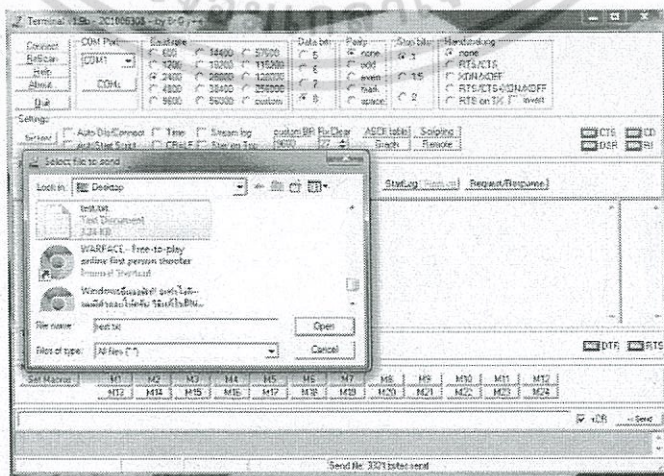 Terminal v1.9b - 20100630ß - by Br@y++
Connect
ReScan
Help
About..
Quit
COM Port
COM1
COMs
Baud rate
600 14400 57600
1200 19200 115200
2400 28800 128000
4800 38400 256000
9600 56000 custom
Data bits
5
6
7
8
Parity
none
odd
even
mark
space
Stop bits
1
1.5
2
Handshaking
none
RTS/CTS
XON/XOFF
RTS/CTS+XON/XOFF
RTS on TX invert
Settings
Auto Dis/Connect Time Stream log custom BR Rx Clear ASCII table Scripting
AutoStart Script CR=LF Stay on Top 9600 27 Graph Remote
CTS CD
DSR RI
Select file to send
Look in: Desktop
StartLog StopLog Request/Response
test.txt
Text Document
3.24 KB
WARFACE - Free-to-play
online first person shooter
Internet Shortcut
File name: test.txt Open
Files of type: All files (*.*) Cancel
DTR RTS
Set Macros M1 M2 M3 M4 M5 M6 M7 M8 M9 M10 M11 M12
M13 M14 M15 M16 M17 M18 M19 M20 M21 M22 M23 M24
+CR -> Send
Send file: 3321 bytes send